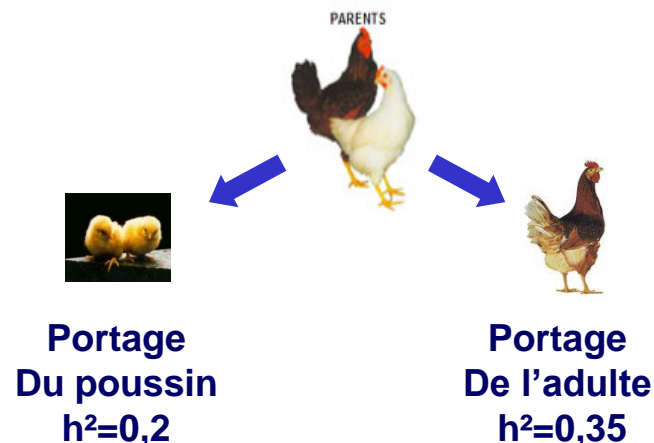 PARENTS
Portage
Du poussin
h²=0,2
Portage
De l’adulte
h²=0,35